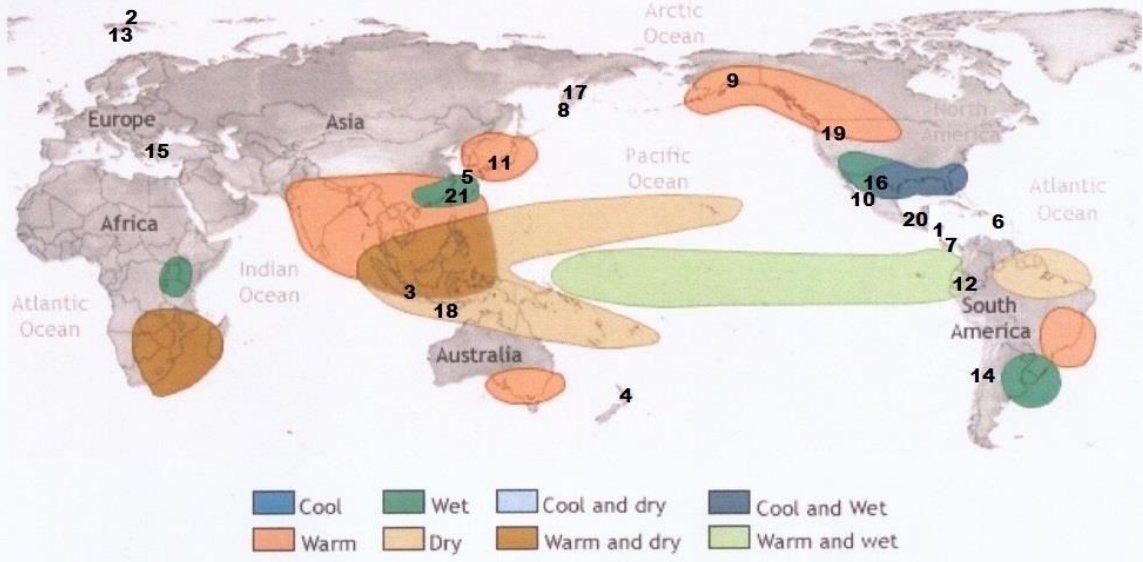 2
13
Arctic
Ocean
17
8
9
19
North
America
Europe
Asia
15
11
5
21
Pacific
Ocean
16
10
Atlantic
Ocean
20
1
6
7
Africa
Indian
Ocean
Atlantic
Ocean
3
18
12
South
America
Australia
4
14
Cool
Wet
Cool and dry
Cool and Wet
Warm
Dry
Warm and dry
Warm and wet